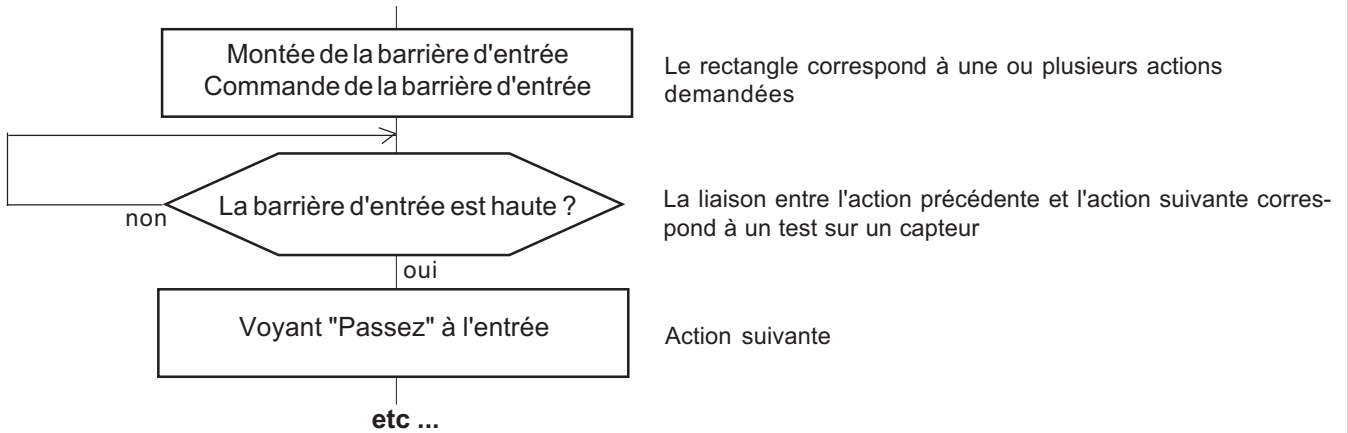 Montée de la barrière d'entrée
Commande de la barrière d'entrée
Le rectangle correspond à une ou plusieurs actions
demandées
La barrière d'entrée est haute ?
non
La liaison entre l'action précédente et l'action suivante corres-
pond à un test sur un capteur
oui
Voyant "Passez" à l'entrée
Action suivante
etc ...